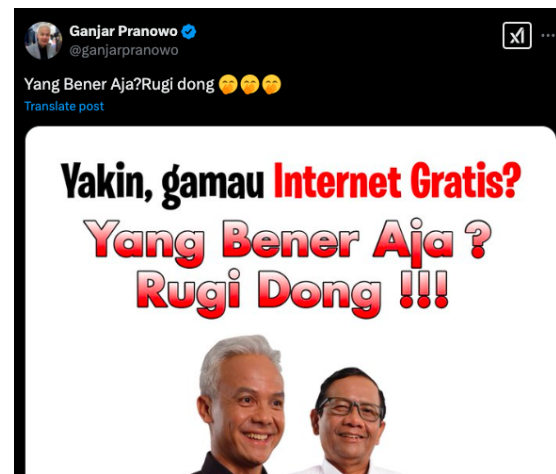 Ganjar Pranowo
@ganjarpranowo
Yang Bener Aja?Rugi dong 🤭🤭🤭
Translate post
Yakin, gamau Internet Gratis?
Yang Bener Aja ?
Rugi Dong !!!